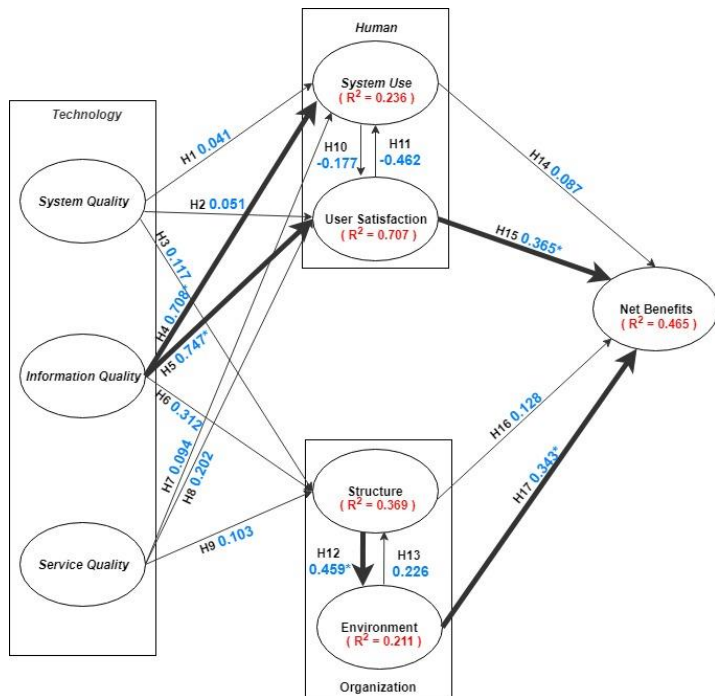 Human
System Use
( R² = 0.236 )
Technology
H1 0.041
H10
-0.177
H11
-0.462
H14 0.087
System Quality
H2 0.051
User Satisfaction
( R² = 0.707 )
H3 0.117
H15 0.365*
H4 0.708*
Net Benefits
( R² = 0.465 )
H5 0.747*
Information Quality
H6 0.312
H16 0.128
H7 0.094
H8 0.202
H17 0.343*
Structure
( R² = 0.369 )
H9 0.103
Service Quality
H12
0.459*
H13
0.226
Environment
( R² = 0.211 )
Organization